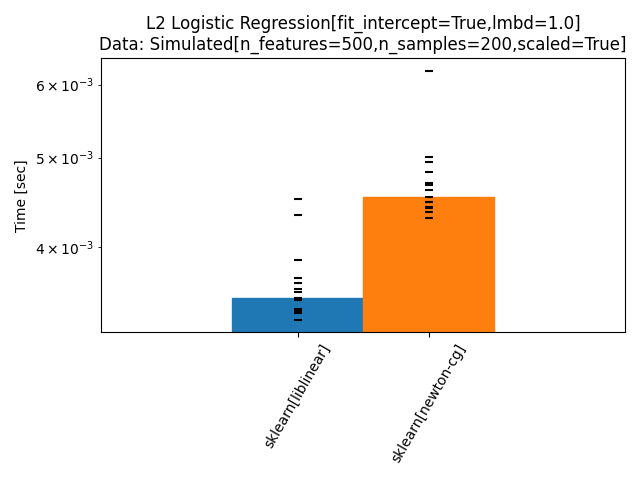 L2 Logistic Regression[fit_intercept=True,lmbd=1.0]
Data: Simulated[n_features=500,n_samples=200,scaled=True]
6 × 10⁻³
5 × 10⁻³
4 × 10⁻³
Time [sec]
sklearn[liblinear]
sklearn[newton-cg]